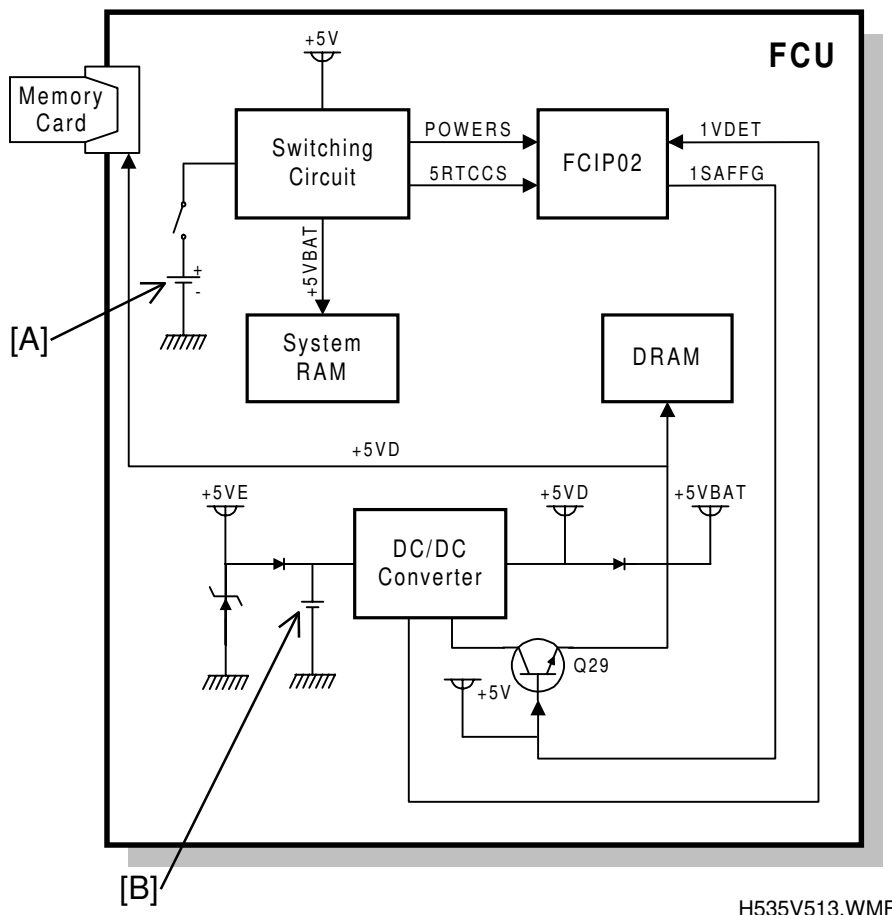 FCU
+5V
Memory
Card
Switching
Circuit
POWERS
5RTCCS
FCIP02
1VDET
1SAFFG
+5VBAT
+
-
[A]
System
RAM
DRAM
+5VD
+5VE
+5VD
+5VBAT
DC/DC
Converter
Q29
+5V
[B]
H535V513.WMF